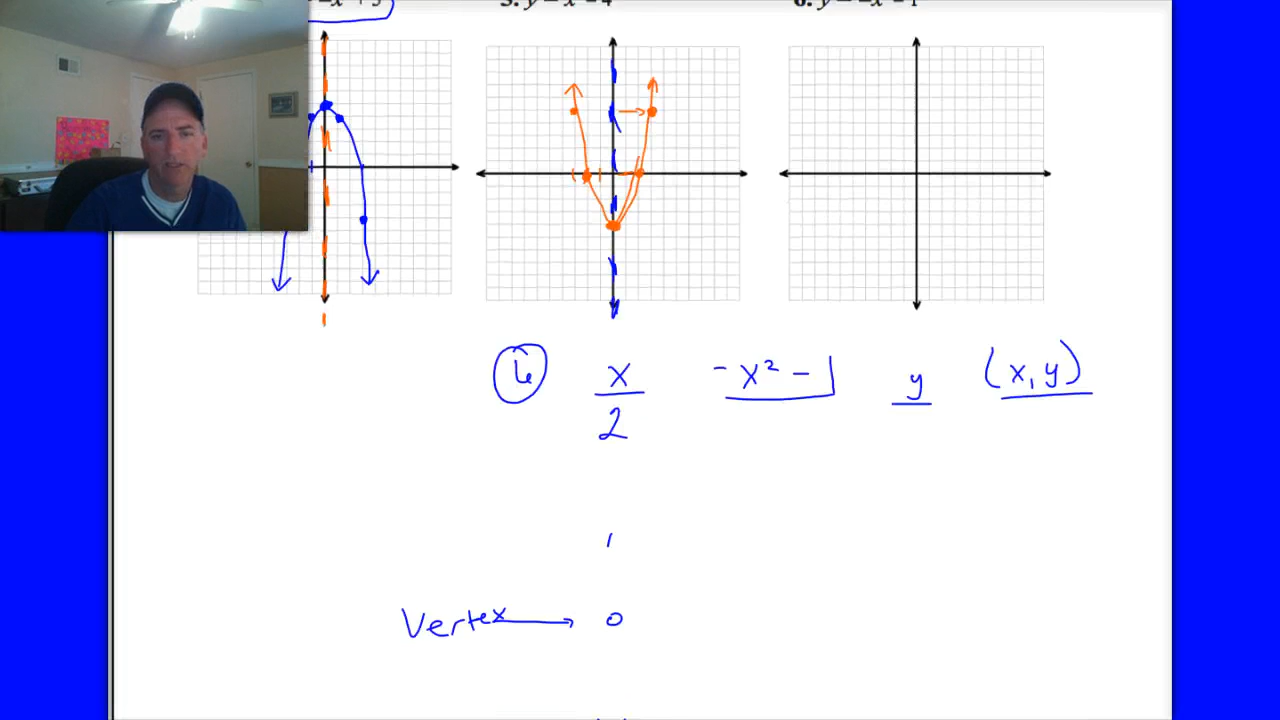 ⑥ x -x² - 1 y (x, y)
2
1
Vertex → 0